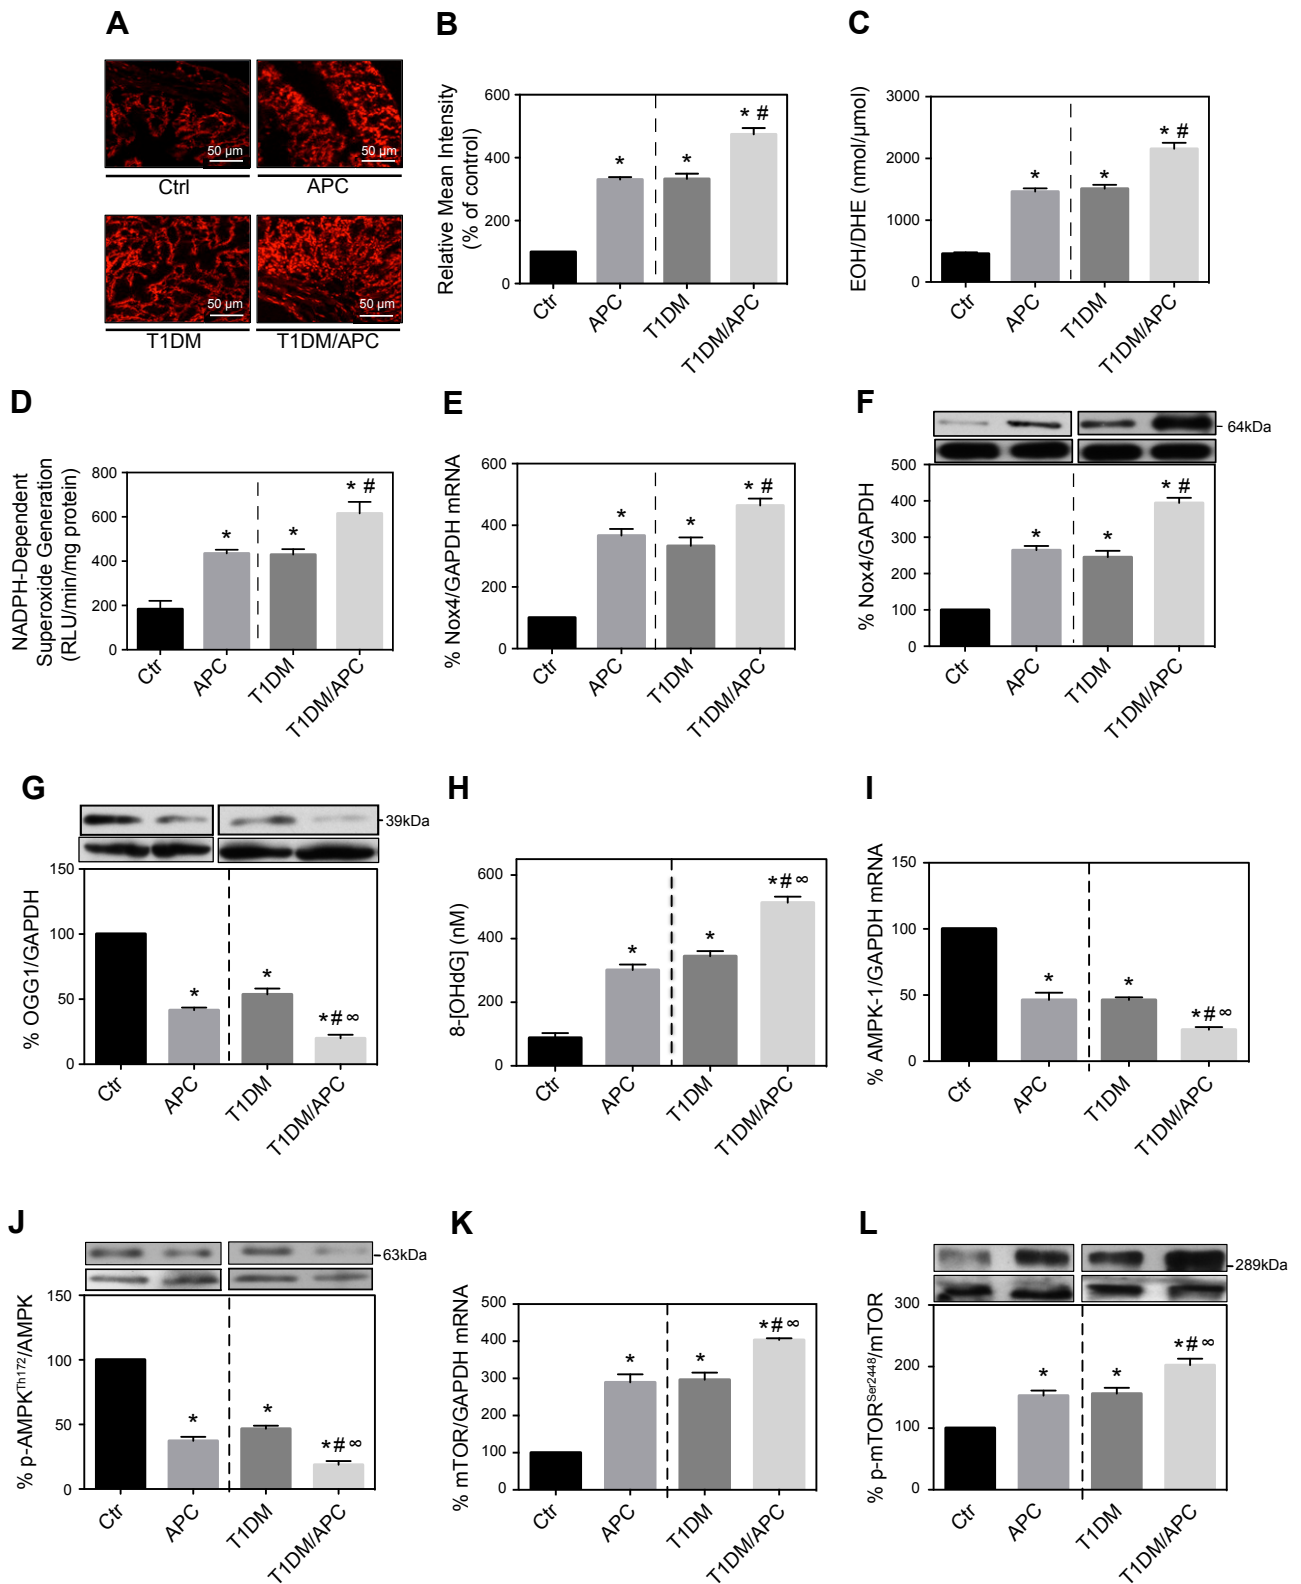 A
50 µm
50 µm
Ctrl
APC
50 µm
50 µm
T1DM
T1DM/APC
B
Relative Mean Intensity
(% of control)
600
400
200
0
*
*
* #
Ctr
APC
T1DM
T1DM/APC
C
EOH/DHE (nmol/µmol)
3000
2000
1000
0
*
*
* #
Ctr
APC
T1DM
T1DM/APC
D
NADPH-Dependent
Superoxide Generation
(RLU/min/mg protein)
800
600
400
200
0
*
*
* #
Ctr
APC
T1DM
T1DM/APC
E
% Nox4/GAPDH mRNA
600
400
200
0
*
*
* #
Ctr
APC
T1DM
T1DM/APC
F
64kDa
% Nox4/GAPDH
500
400
300
200
100
0
*
*
* #
Ctr
APC
T1DM
T1DM/APC
G
39kDa
% OGG1/GAPDH
150
100
50
0
*
*
*#∞
Ctr
APC
T1DM
T1DM/APC
H
8-[OHdG] (nM)
600
400
200
0
*
*
*#∞
Ctr
APC
T1DM
T1DM/APC
I
% AMPK-1/GAPDH mRNA
150
100
50
0
*
*
*#∞
Ctr
APC
T1DM
T1DM/APC
J
63kDa
% p-AMPKTh172/AMPK
150
100
50
0
*
*
*#∞
Ctr
APC
T1DM
T1DM/APC
K
% mTOR/GAPDH mRNA
500
400
300
200
100
0
*
*
*#∞
Ctr
APC
T1DM
T1DM/APC
L
289kDa
% p-mTORSer2448/mTOR
300
200
100
0
*
*
*#∞
Ctr
APC
T1DM
T1DM/APC